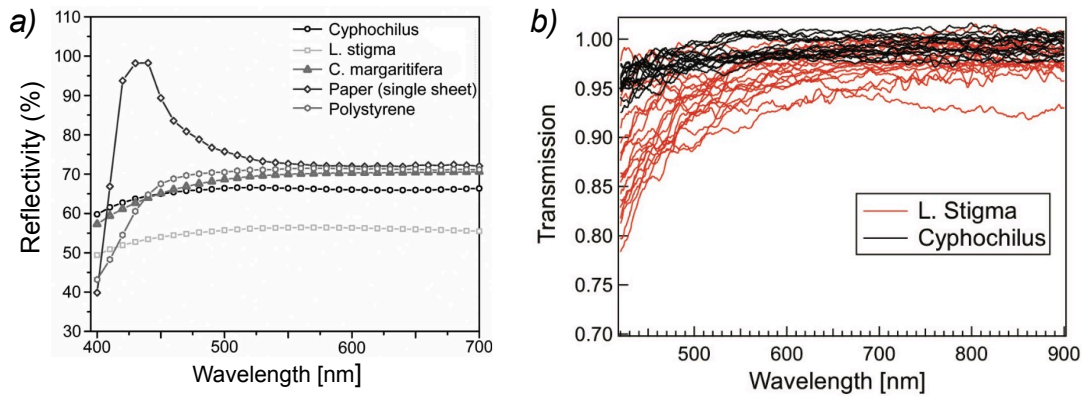 a)
110
100
90
80
70
60
50
40
30
Reflectivity (%)
Cyphochilus
L. stigma
C. margaritifera
Paper (single sheet)
Polystyrene
400
500
600
700
Wavelength [nm]
b)
1.00
0.95
0.90
0.85
0.80
0.75
0.70
Transmission
L. Stigma
Cyphochilus
500
600
700
800
900
Wavelength [nm]